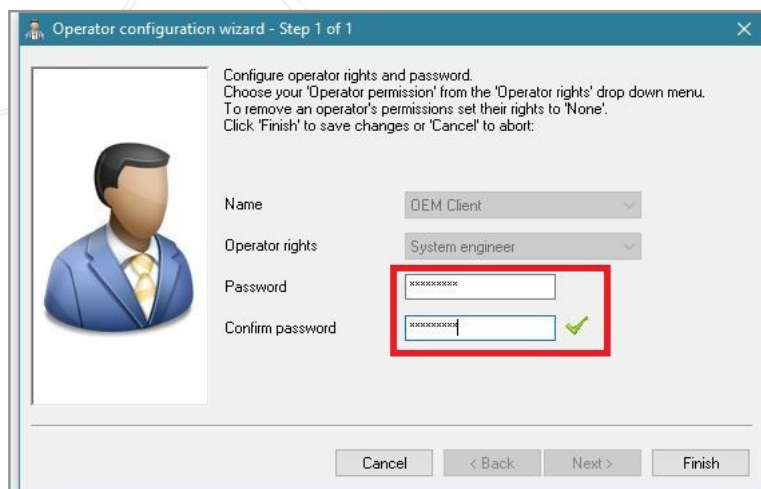 Operator configuration wizard - Step 1 of 1
Configure operator rights and password.
Choose your 'Operator permission' from the 'Operator rights' drop down menu.
To remove an operator's permissions set their rights to 'None'.
Click 'Finish' to save changes or 'Cancel' to abort:
Name OEM Client
Operator rights System engineer
Password *********
Confirm password *********
Cancel < Back Next > Finish